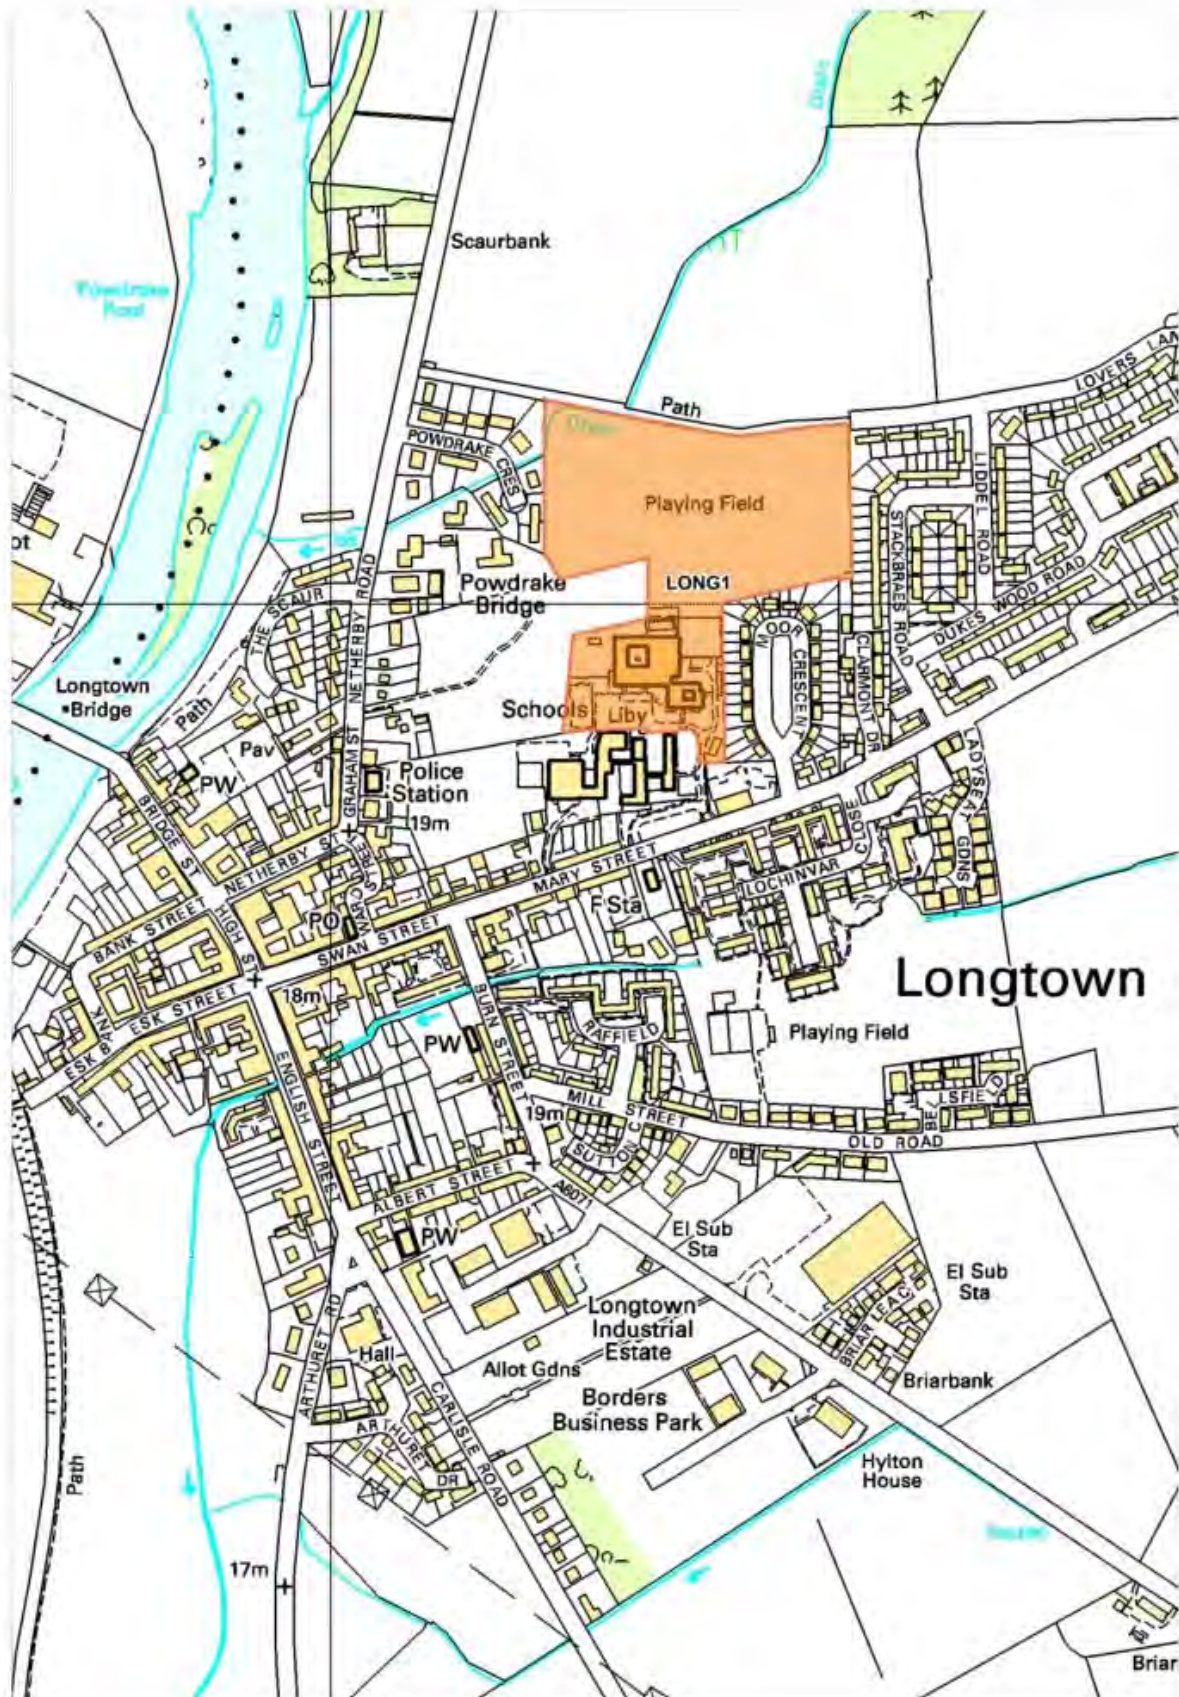 Drain
Scaurbank
LOVERS LAN
Path
Drain
POWDRAKE CRES
Playing Field
LIDDEL ROAD
STACKBRAES ROAD
DUKES WOOD ROAD
ot
LONG1
Powdrake
Bridge
THE SCAUR
NETHERBY ROAD
MOOR CRESCENT
CLARMONT DR
Longtown
Bridge
Path
Schools
Liby
Pav
GRAHAM ST
Police
Station
PW
LADYSEAT GDNS
19m
BRIDGE ST
NETHERBY S
MARY STREET
LOCHINVAR CLOSE
F Sta
PO
BANK STREET
HIGH ST
SWAN STREET
Longtown
ESK STREET
18m
BURN STREET
ESK BANK
PW
RAFFIELD
Playing Field
ENGLISH STREET
19m
MILL STREET
SUTTON C
BELLSFIELD
OLD ROAD
ALBERT STREET
A6071
PW
El Sub
Sta
El Sub
Sta
Longtown
Industrial
Estate
BRIAR LEA C
ARTHURET RD
Hall
Allot Gdns
Briarbank
Borders
Business Park
CARLISLE ROAD
ARTHURET
DR
Path
Hylton
House
17m
Briar